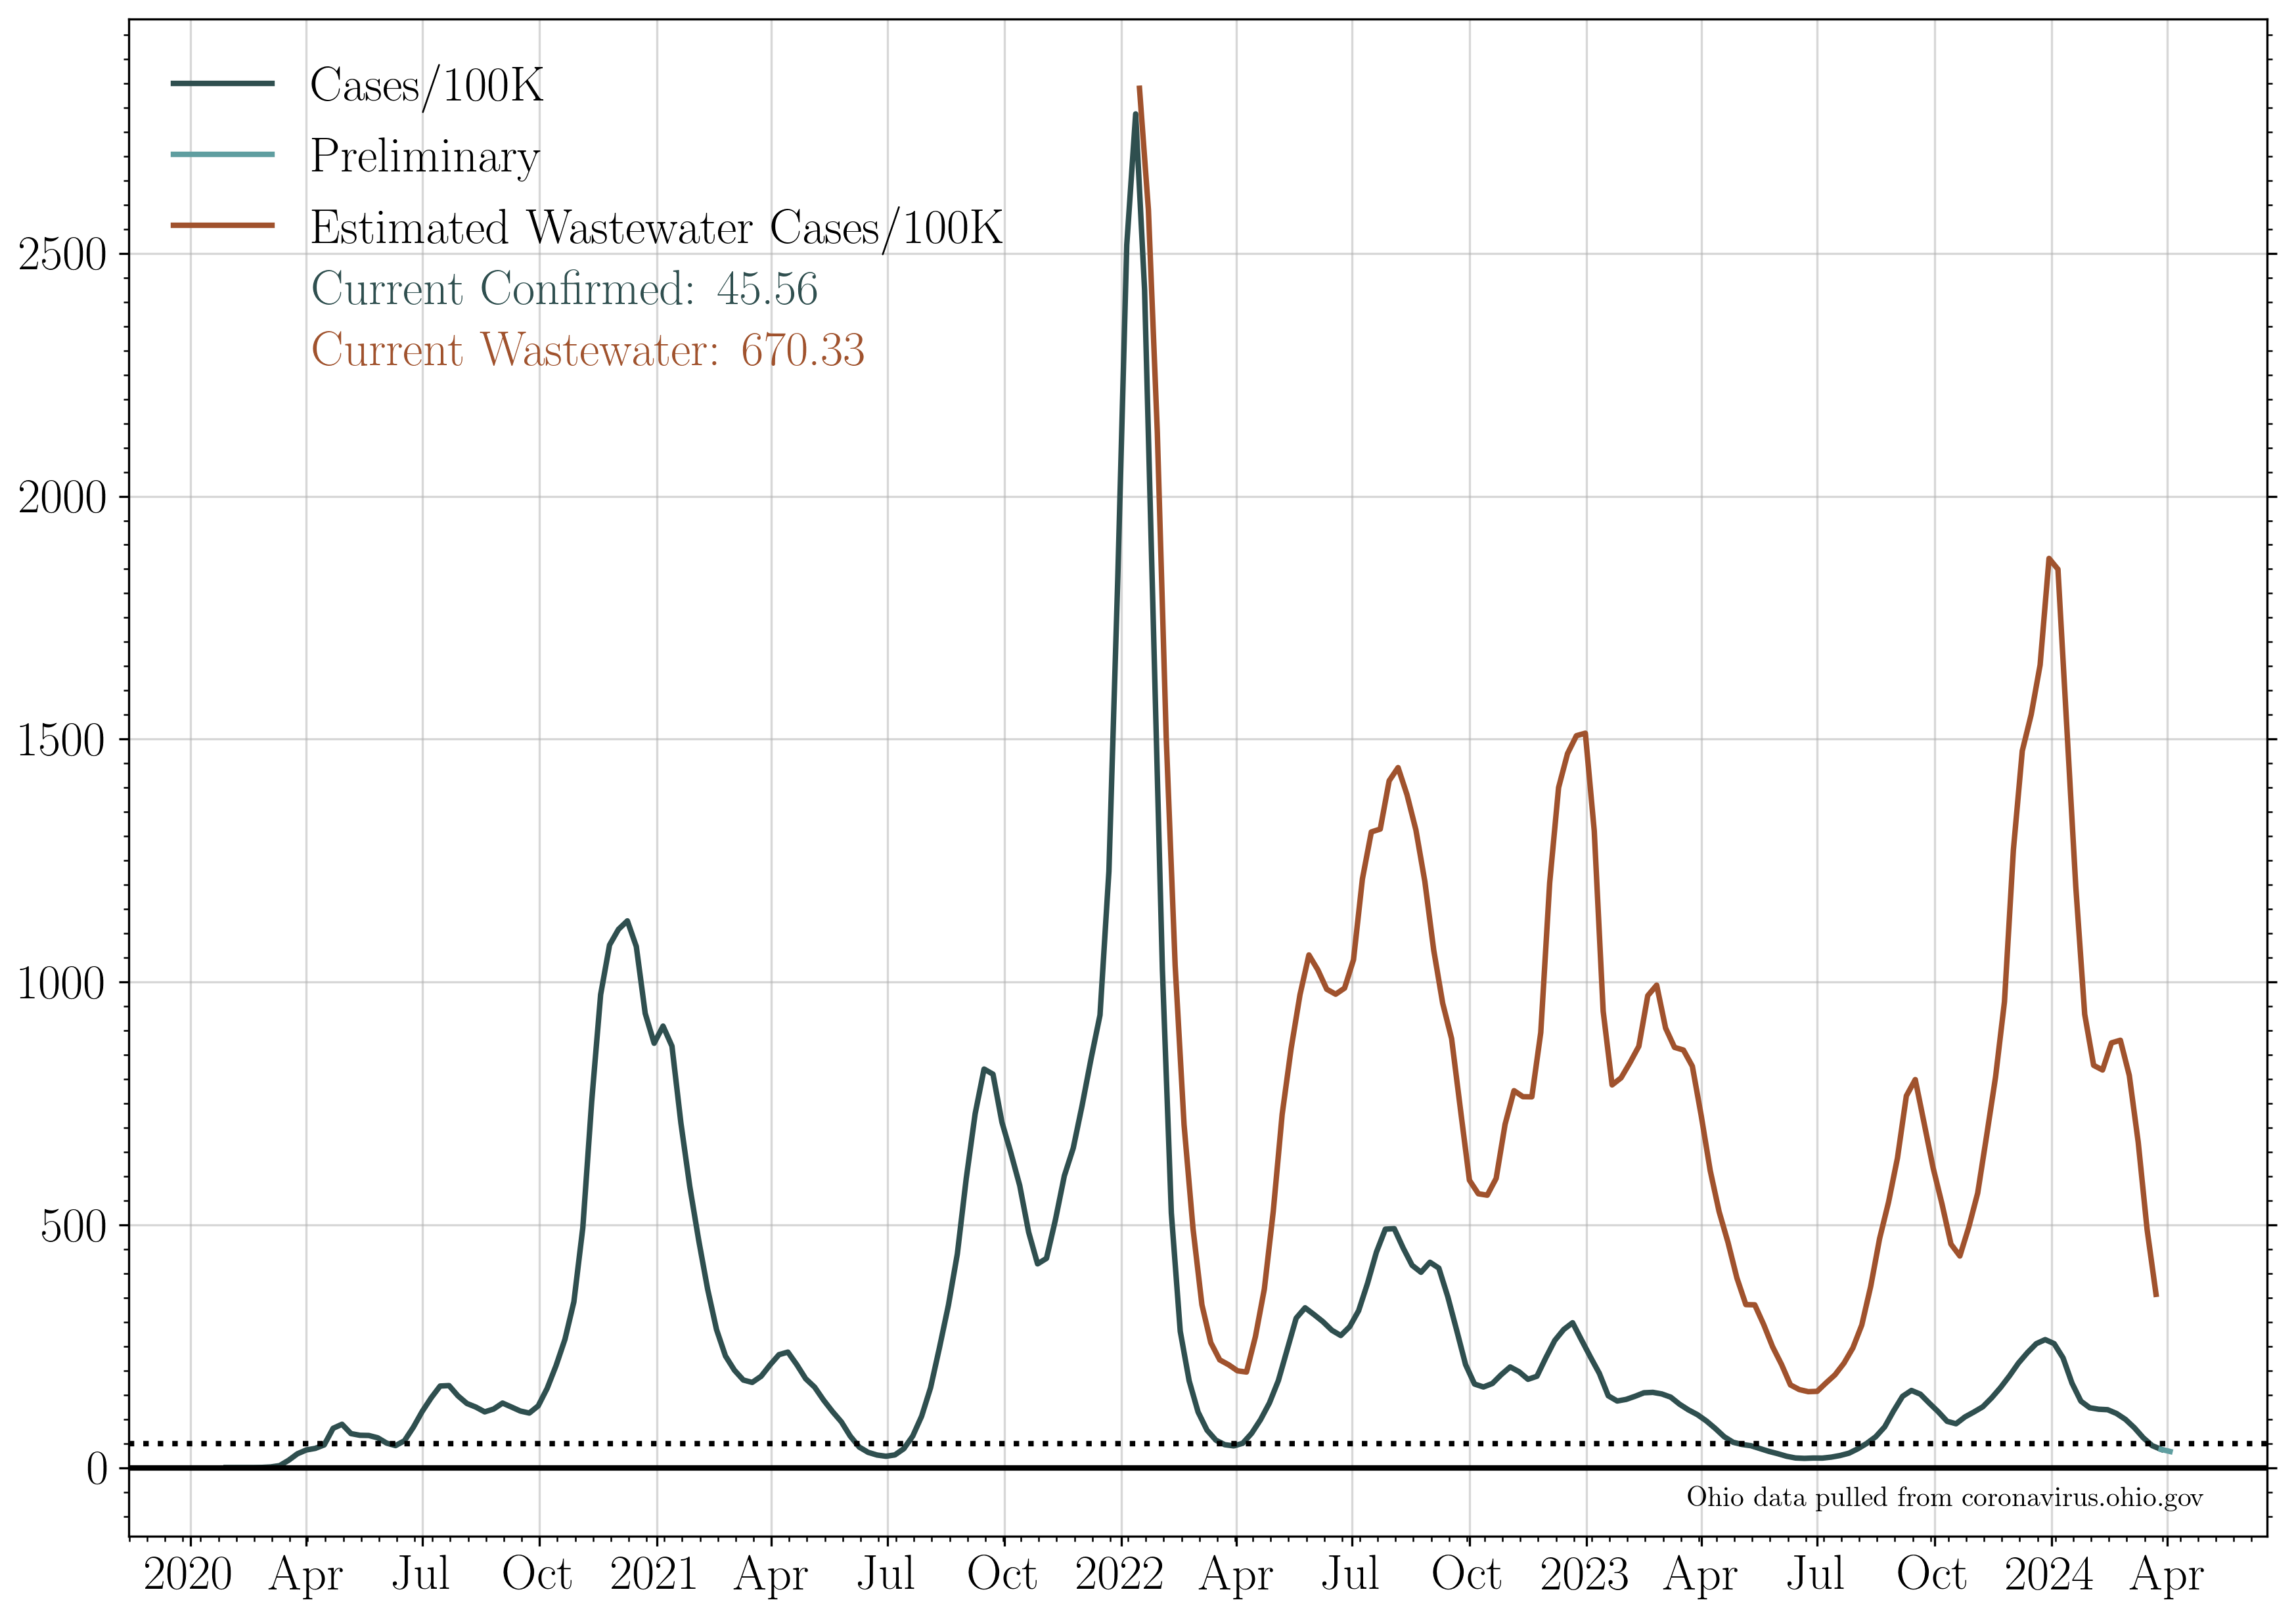 Cases/100K
Preliminary
Estimated Wastewater Cases/100K
Current Confirmed: 45.56
Current Wastewater: 670.33
2500
2000
1500
1000
500
0
Ohio data pulled from coronavirus.ohio.gov
2020 Apr Jul Oct 2021 Apr Jul Oct 2022 Apr Jul Oct 2023 Apr Jul Oct 2024 Apr